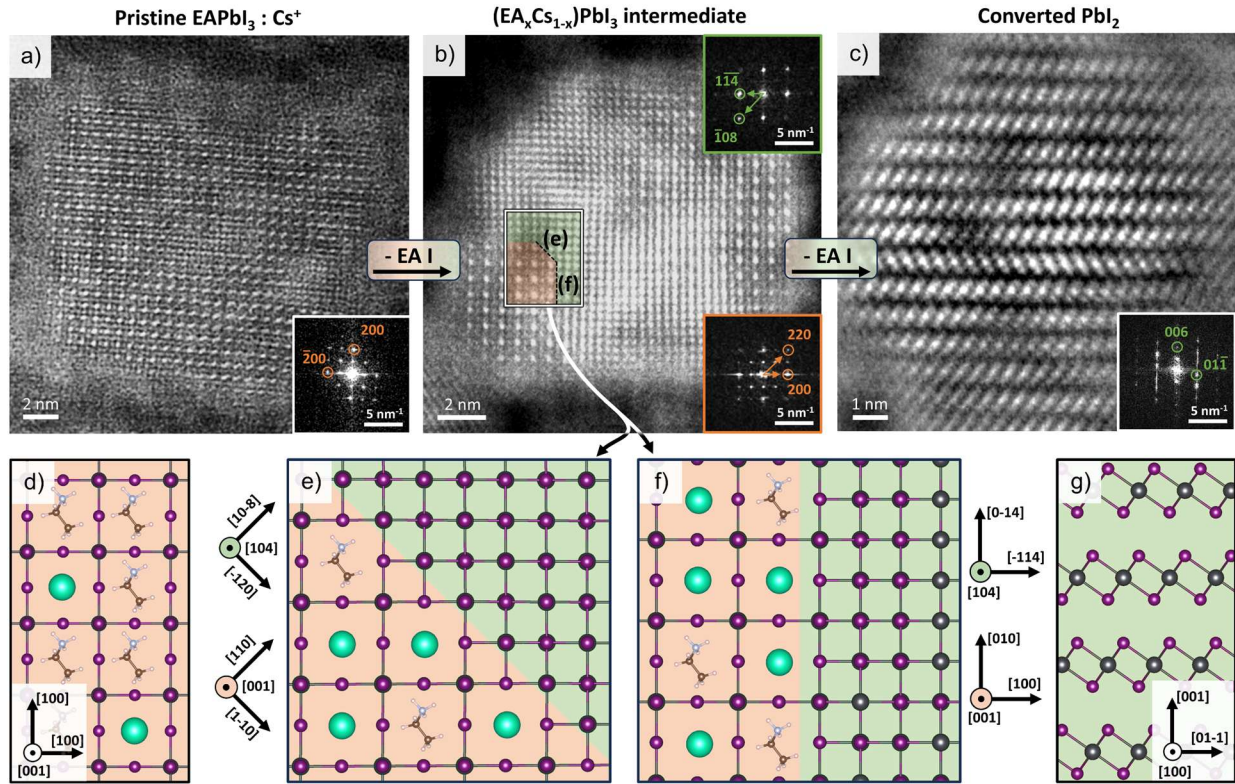 Pristine EAPbI₃ : Cs⁺
(EAₓCs₁₋ₓ)PbI₃ intermediate
Converted PbI₂
a)
200
2̅00
5 nm⁻¹
2 nm
- EA I
b)
11̅4̅
1̅08
5 nm⁻¹
(e)
(f)
220
200
5 nm⁻¹
2 nm
- EA I
c)
006
011̅
5 nm⁻¹
1 nm
d)
[100]
[100]
[001]
[10-8]
[104]
[-120]
[110]
[001]
[1-10]
e)
f)
[0-14]
[-114]
[104]
[010]
[100]
[001]
g)
[001]
[01-1]
[100]